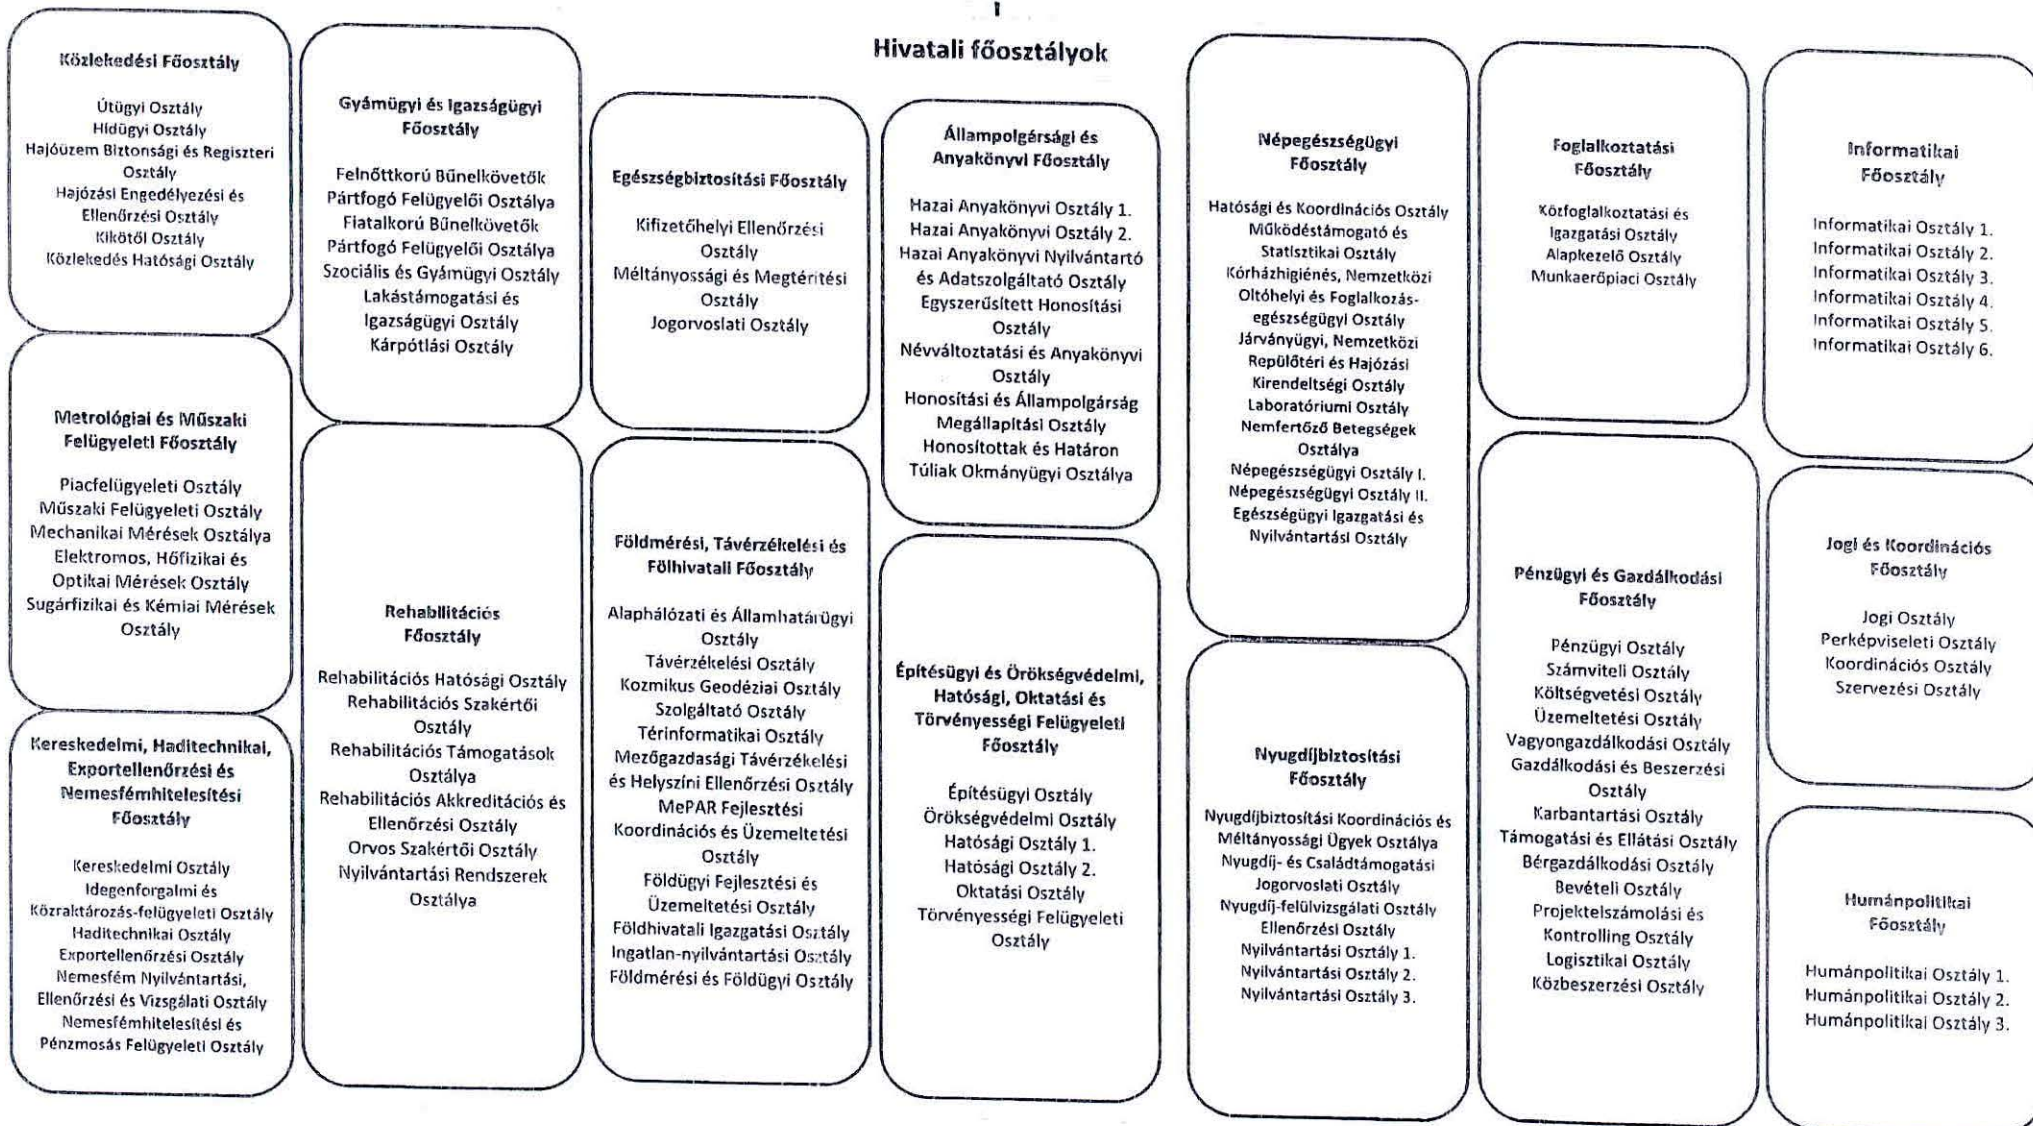 Hivatali főosztályok
Közlekedési Főosztály
Útügyi Osztály
Hídügyi Osztály
Hajóüzem Biztonsági és Regiszteri
Osztály
Hajózási Engedélyezési és
Ellenőrzési Osztály
Kikötői Osztály
Közlekedés Hatósági Osztály
Metrológiai és Műszaki
Felügyeleti Főosztály
Piacfelügyeleti Osztály
Műszaki Felügyeleti Osztály
Mechanikai Mérések Osztálya
Elektromos, Hőfizikai és
Optikai Mérések Osztály
Sugárfizikai és Kémiai Mérések
Osztály
Kereskedelmi, Haditechnikai,
Exportellenőrzési és
Nemesfémhitelesítési
Főosztály
Kereskedelmi Osztály
Idegenforgalmi és
Közraktározás-felügyeleti Osztály
Haditechnikai Osztály
Exportellenőrzési Osztály
Nemesfém Nyilvántartási,
Ellenőrzési és Vizsgálati Osztály
Nemesfémhitelesítési és
Pénzmosás Felügyeleti Osztály
Gyámügyi és Igazságügyi
Főosztály
Felnőttkorú Bűnelkövetők
Pártfogó Felügyelői Osztálya
Fiatalkorú Bűnelkövetők
Pártfogó Felügyelői Osztálya
Szociális és Gyámügyi Osztály
Lakástámogatási és
Igazságügyi Osztály
Kárpótlási Osztály
Rehabilitációs
Főosztály
Rehabilitációs Hatósági Osztály
Rehabilitációs Szakértői
Osztály
Rehabilitációs Támogatások
Osztálya
Rehabilitációs Akkreditációs és
Ellenőrzési Osztály
Orvos Szakértői Osztály
Nyilvántartási Rendszerek
Osztálya
Egészségbiztosítási Főosztály
Kifizetőhelyi Ellenőrzési
Osztály
Méltányossági és Megtérítési
Osztály
Jogorvoslati Osztály
Földmérési, Távérzékelési és
Fölhivatali Főosztály
Alaphálózati és Államhatárügyi
Osztály
Távérzékelési Osztály
Kozmikus Geodéziai Osztály
Szolgáltató Osztály
Térinformatikai Osztály
Mezőgazdasági Távérzékelési
és Helyszíni Ellenőrzési Osztály
MePAR Fejlesztési
Koordinációs és Üzemeltetési
Osztály
Földügyi Fejlesztési és
Üzemeltetési Osztály
Földhivatali Igazgatási Osztály
Ingatlan-nyilvántartási Osztály
Földmérési és Földügyi Osztály
Állampolgársági és
Anyakönyvi Főosztály
Hazai Anyakönyvi Osztály 1.
Hazai Anyakönyvi Osztály 2.
Hazai Anyakönyvi Nyilvántartó
és Adatszolgáltató Osztály
Egyszerűsített Honosítási
Osztály
Névváltoztatási és Anyakönyvi
Osztály
Honosítási és Állampolgárság
Megállapítási Osztály
Honosítottak és Határon
Túliak Okmányügyi Osztálya
Építésügyi és Örökségvédelmi,
Hatósági, Oktatási és
Törvényességi Felügyeleti
Főosztály
Építésügyi Osztály
Örökségvédelmi Osztály
Hatósági Osztály 1.
Hatósági Osztály 2.
Oktatási Osztály
Törvényességi Felügyeleti
Osztály
Népegészségügyi
Főosztály
Hatósági és Koordinációs Osztály
Működéstámogató és
Statisztikai Osztály
Kórházhigiénés, Nemzetközi
Oltóhelyi és Foglalkozás-
egészségügyi Osztály
Járványügyi, Nemzetközi
Repülőtéri és Hajózási
Kirendeltségi Osztály
Laboratóriumi Osztály
Nemfertőző Betegségek
Osztálya
Népegészségügyi Osztály I.
Népegészségügyi Osztály II.
Egészségügyi Igazgatási és
Nyilvántartási Osztály
Nyugdíjbiztosítási
Főosztály
Nyugdíjbiztosítási Koordinációs és
Méltányossági Ügyek Osztálya
Nyugdíj- és Családtámogatási
Jogorvoslati Osztály
Nyugdíj-felülvizsgálati Osztály
Ellenőrzési Osztály
Nyilvántartási Osztály 1.
Nyilvántartási Osztály 2.
Nyilvántartási Osztály 3.
Foglalkoztatási
Főosztály
Közfoglalkoztatási és
Igazgatási Osztály
Alapkezelő Osztály
Munkaerőpiaci Osztály
Pénzügyi és Gazdálkodási
Főosztály
Pénzügyi Osztály
Számviteli Osztály
Költségvetési Osztály
Üzemeltetési Osztály
Vagyongazdálkodási Osztály
Gazdálkodási és Beszerzési
Osztály
Karbantartási Osztály
Támogatási és Ellátási Osztály
Bérgazdálkodási Osztály
Bevételi Osztály
Projektelszámolási és
Kontrolling Osztály
Logisztikai Osztály
Közbeszerzési Osztály
Informatikai
Főosztály
Informatikai Osztály 1.
Informatikai Osztály 2.
Informatikai Osztály 3.
Informatikai Osztály 4.
Informatikai Osztály 5.
Informatikai Osztály 6.
Jogi és Koordinációs
Főosztály
Jogi Osztály
Perképviseleti Osztály
Koordinációs Osztály
Szervezési Osztály
Humánpolitikai
Főosztály
Humánpolitikai Osztály 1.
Humánpolitikai Osztály 2.
Humánpolitikai Osztály 3.